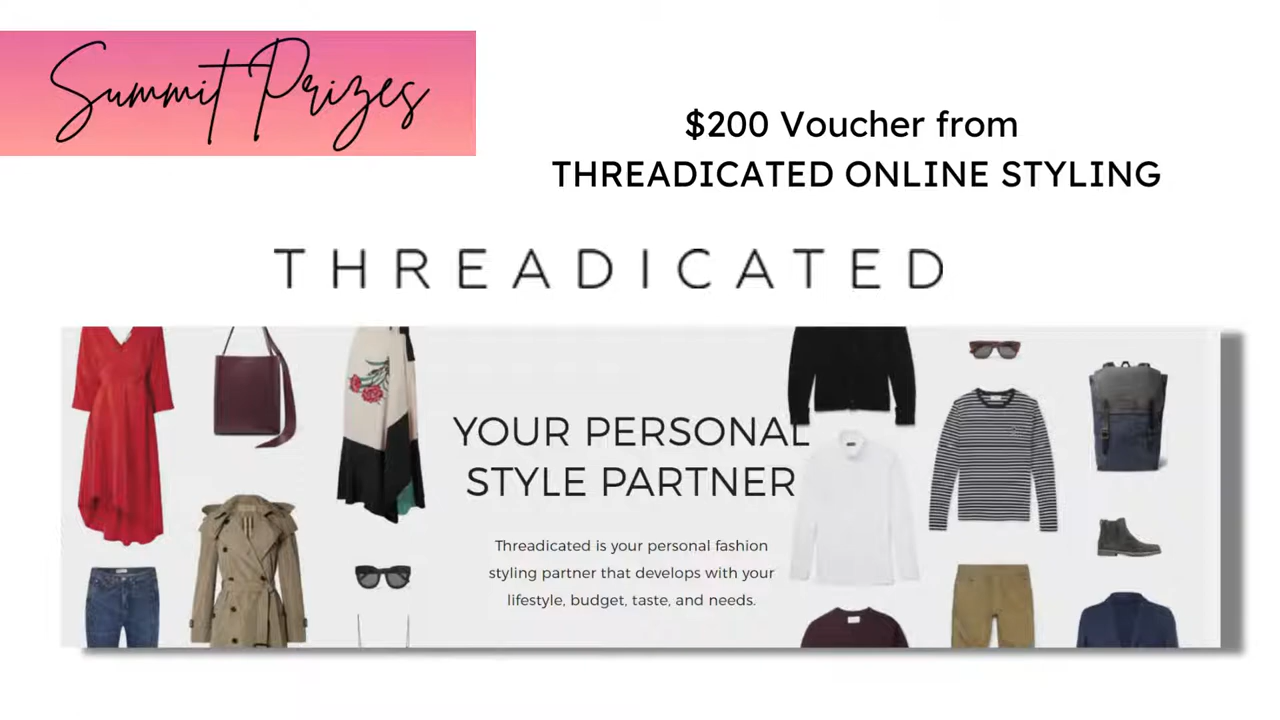 Summit Prizes
$200 Voucher from
THREADICATED ONLINE STYLING
THREADICATED
YOUR PERSONAL
STYLE PARTNER
Threadicated is your personal fashion
styling partner that develops with your
lifestyle, budget, taste, and needs.